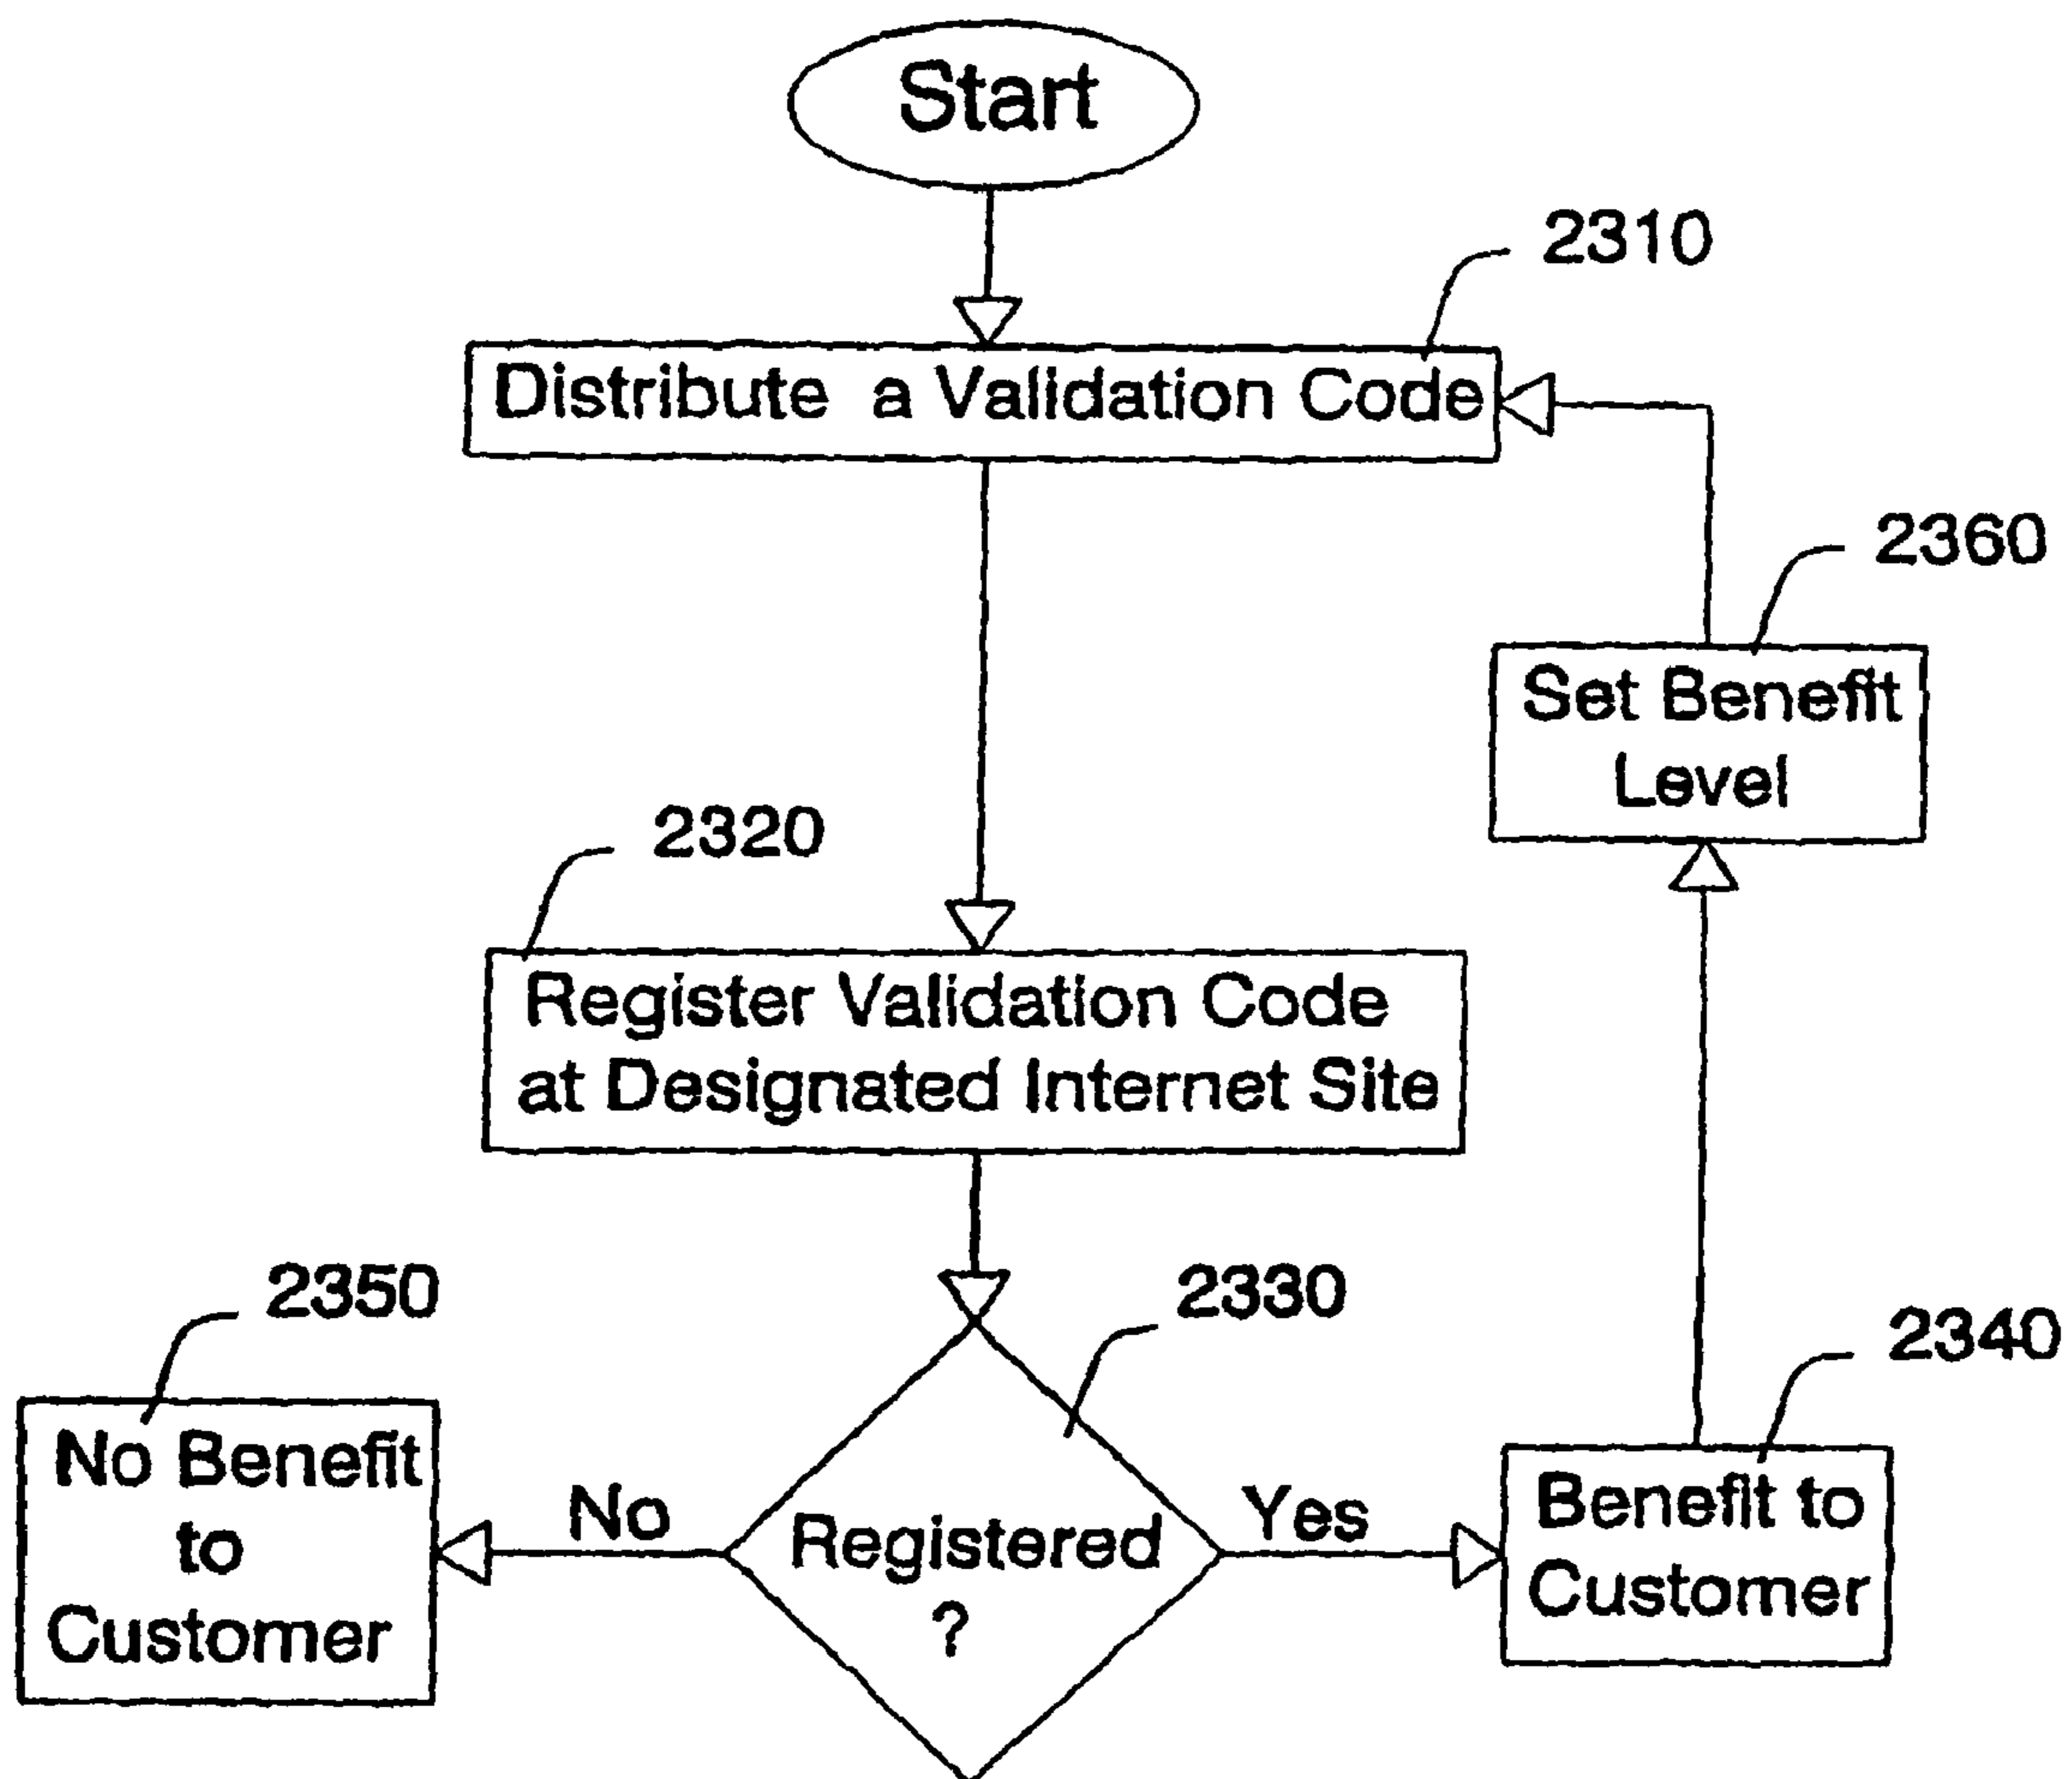 Start
2310
Distribute a Validation Code
2360
Set Benefit
Level
2320
Register Validation Code
at Designated Internet Site
2350
2330
2340
No Benefit
to
Customer
No
Registered
?
Yes
Benefit to
Customer